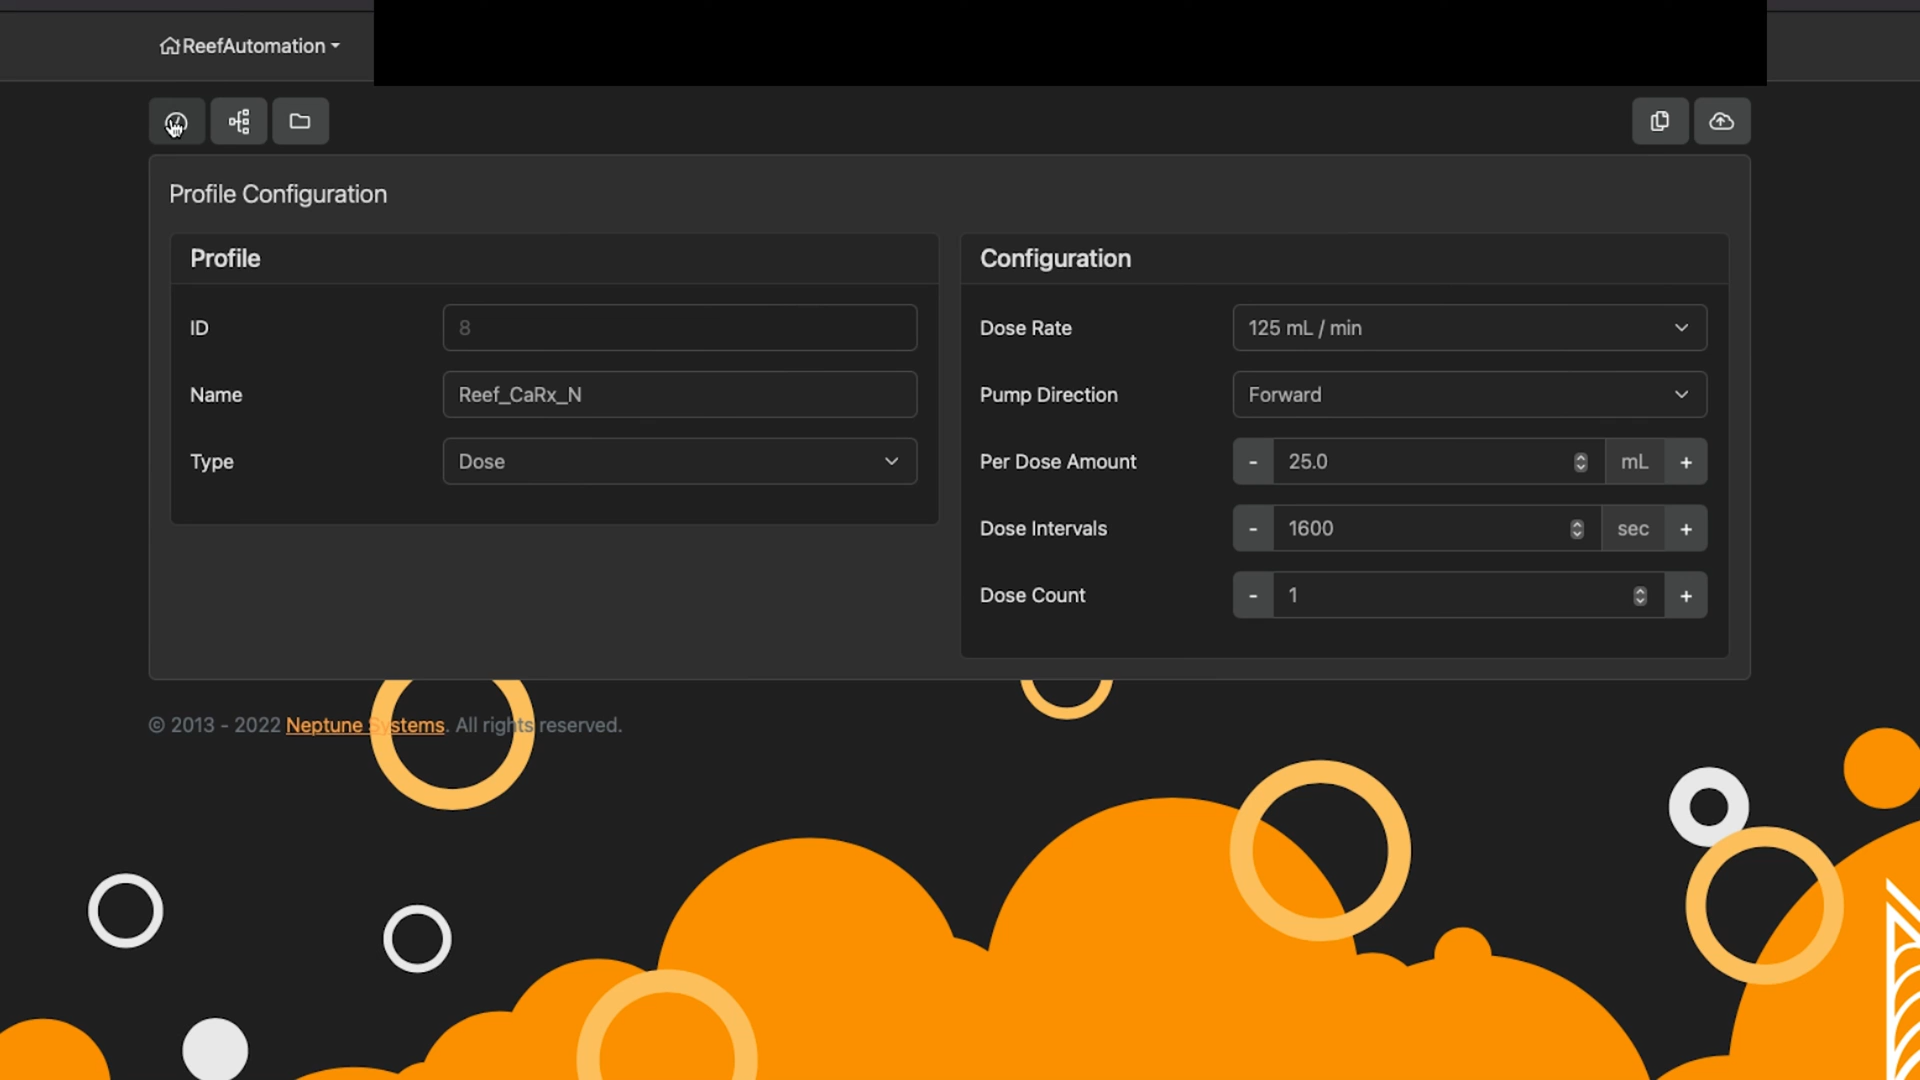 ReefAutomation
Profile Configuration
Profile
ID
8
Name
Reef_CaRx_N
Type
Dose
Configuration
Dose Rate
125 mL / min
Pump Direction
Forward
Per Dose Amount
- 25.0 mL +
Dose Intervals
- 1600 sec +
Dose Count
- 1 +
© 2013 - 2022 Neptune Systems. All rights reserved.